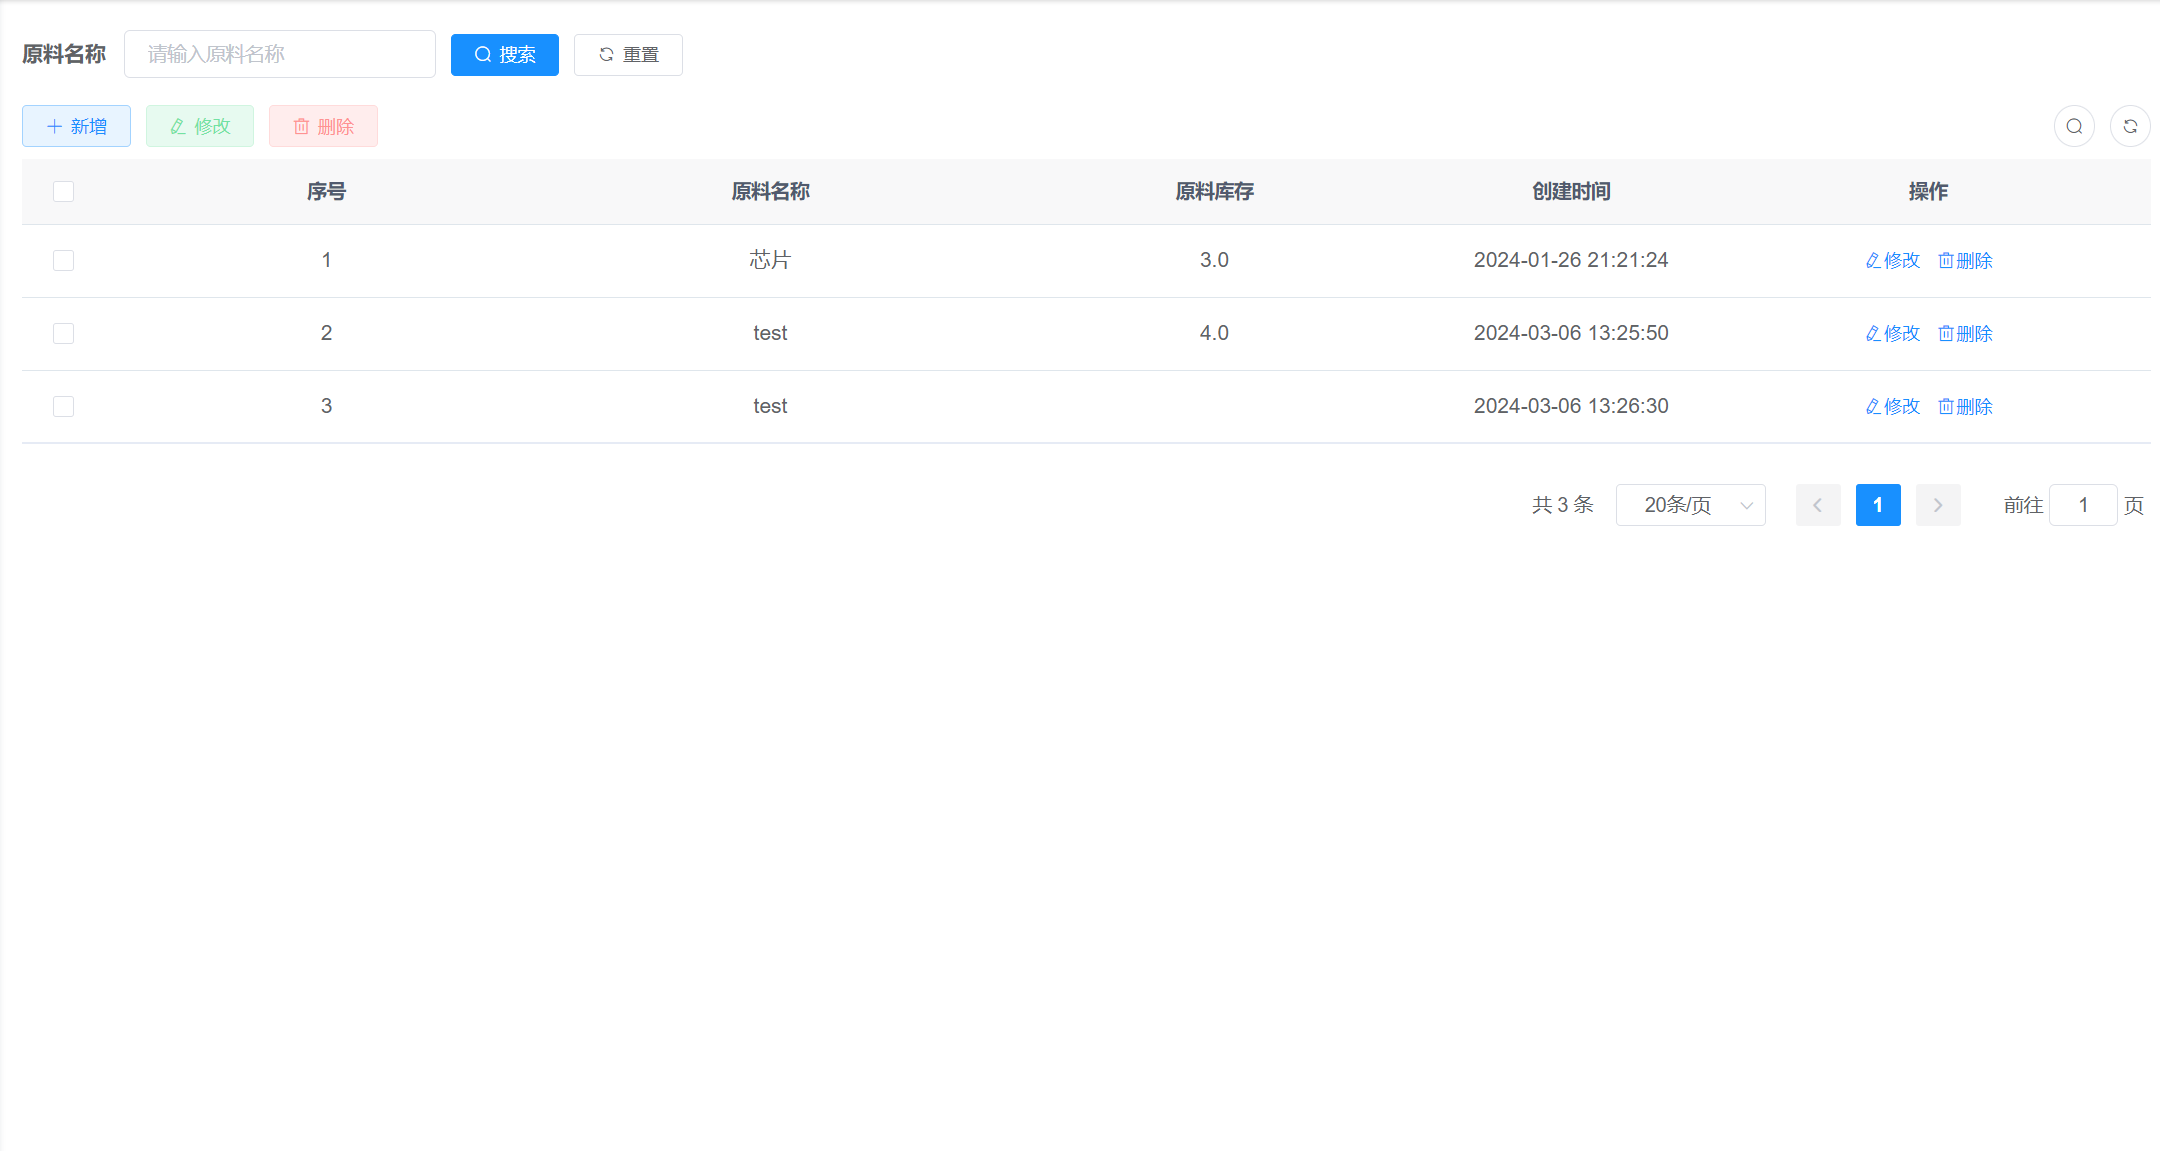 原料名称 请输入原料名称 搜索 重置
新增 修改 删除
序号 原料名称 原料库存 创建时间 操作
1 芯片 3.0 2024-01-26 21:21:24 修改 删除
2 test 4.0 2024-03-06 13:25:50 修改 删除
3 test 2024-03-06 13:26:30 修改 删除
共 3 条 20条/页 1 前往 1 页